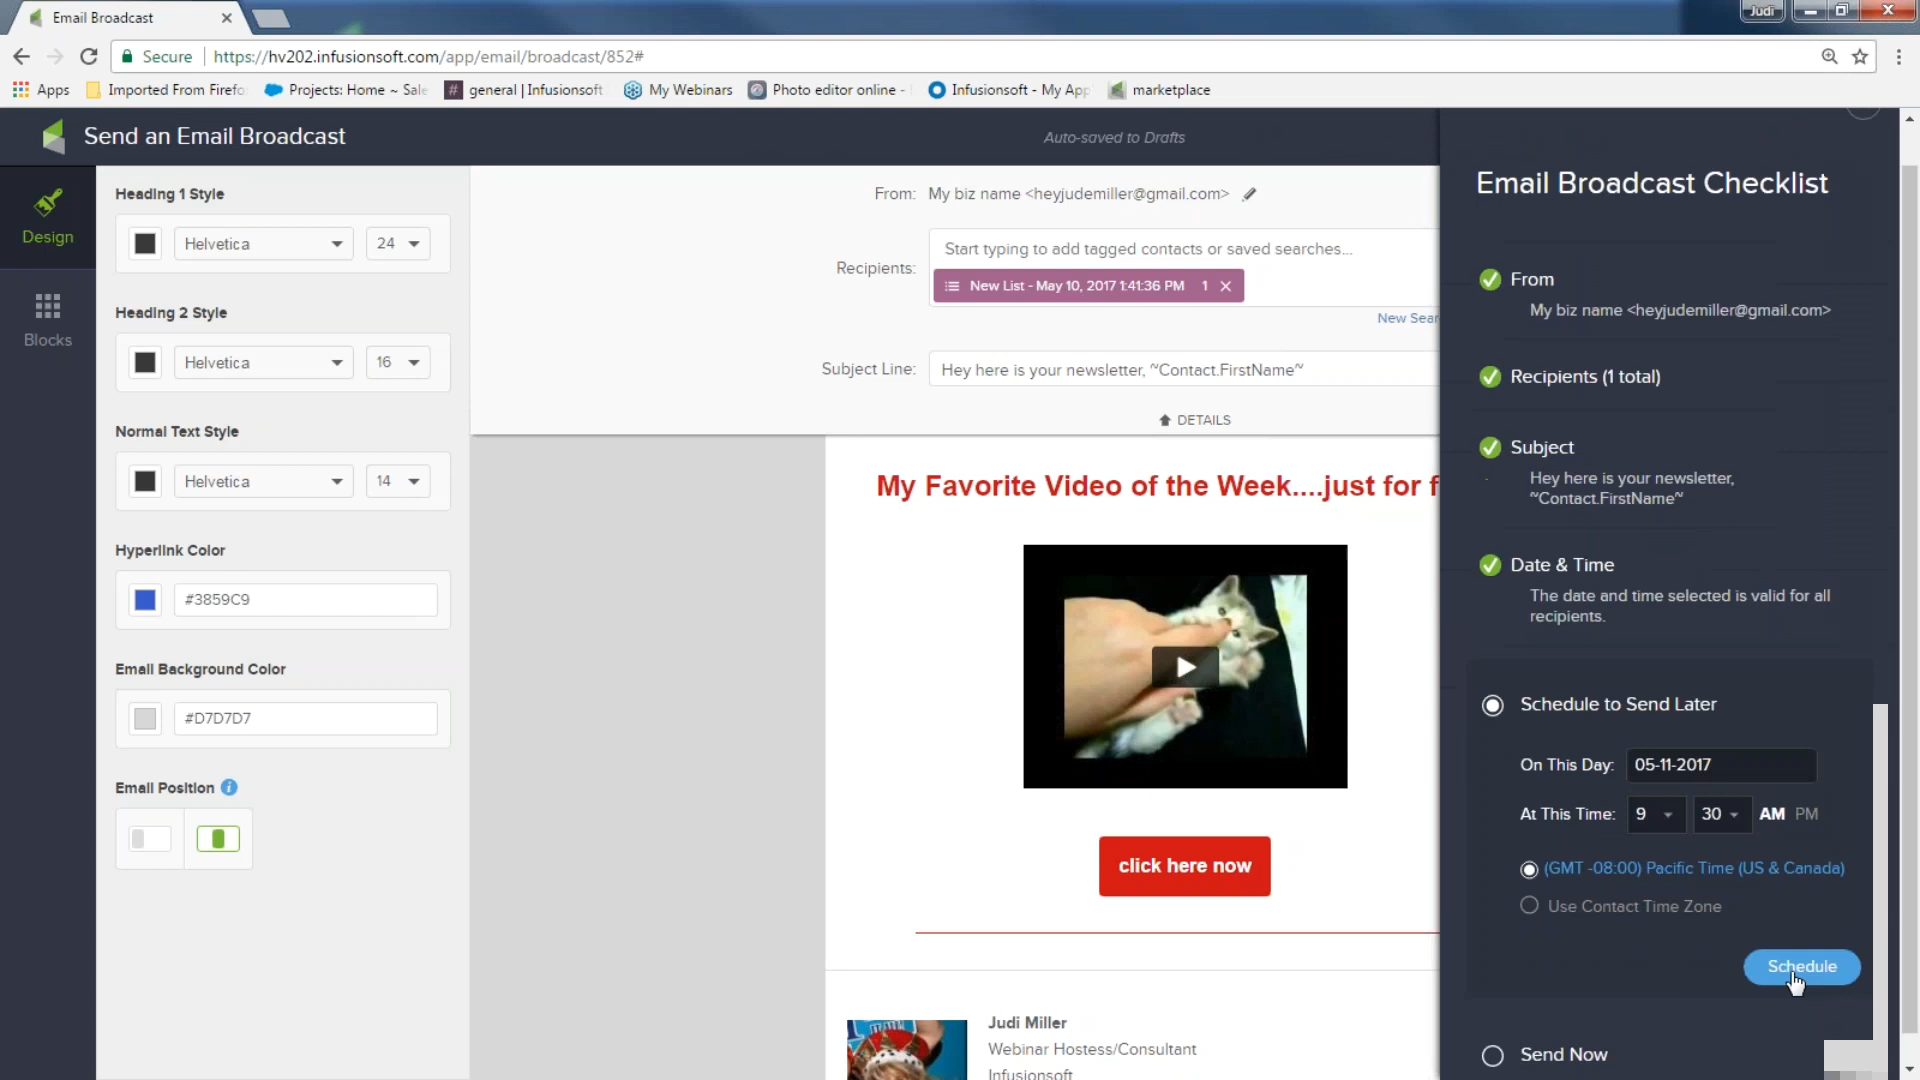 Email Broadcast
Judi
Secure
https://hv202.infusionsoft.com/app/email/broadcast/852#
Apps
Imported From Firefo
Projects: Home ~ Sale
# general | Infusionsoft
My Webinars
Photo editor online -
Infusionsoft - My App
marketplace
Send an Email Broadcast
Auto-saved to Drafts
Design
Blocks
Heading 1 Style
Helvetica
24
Heading 2 Style
Helvetica
16
Normal Text Style
Helvetica
14
Hyperlink Color
#3859C9
Email Background Color
#D7D7D7
Email Position
From: My biz name <heyjudemiller@gmail.com>
Recipients:
Start typing to add tagged contacts or saved searches...
New List - May 10, 2017 1:41:36 PM 1
New Sear
Subject Line:
Hey here is your newsletter, ~Contact.FirstName~
DETAILS
My Favorite Video of the Week....just for f
click here now
Judi Miller
Webinar Hostess/Consultant
Infusionsoft
Email Broadcast Checklist
From
My biz name <heyjudemiller@gmail.com>
Recipients (1 total)
Subject
Hey here is your newsletter,
~Contact.FirstName~
Date & Time
The date and time selected is valid for all
recipients.
Schedule to Send Later
On This Day: 05-11-2017
At This Time: 9 30 AM PM
(GMT -08:00) Pacific Time (US & Canada)
Use Contact Time Zone
Schedule
Send Now